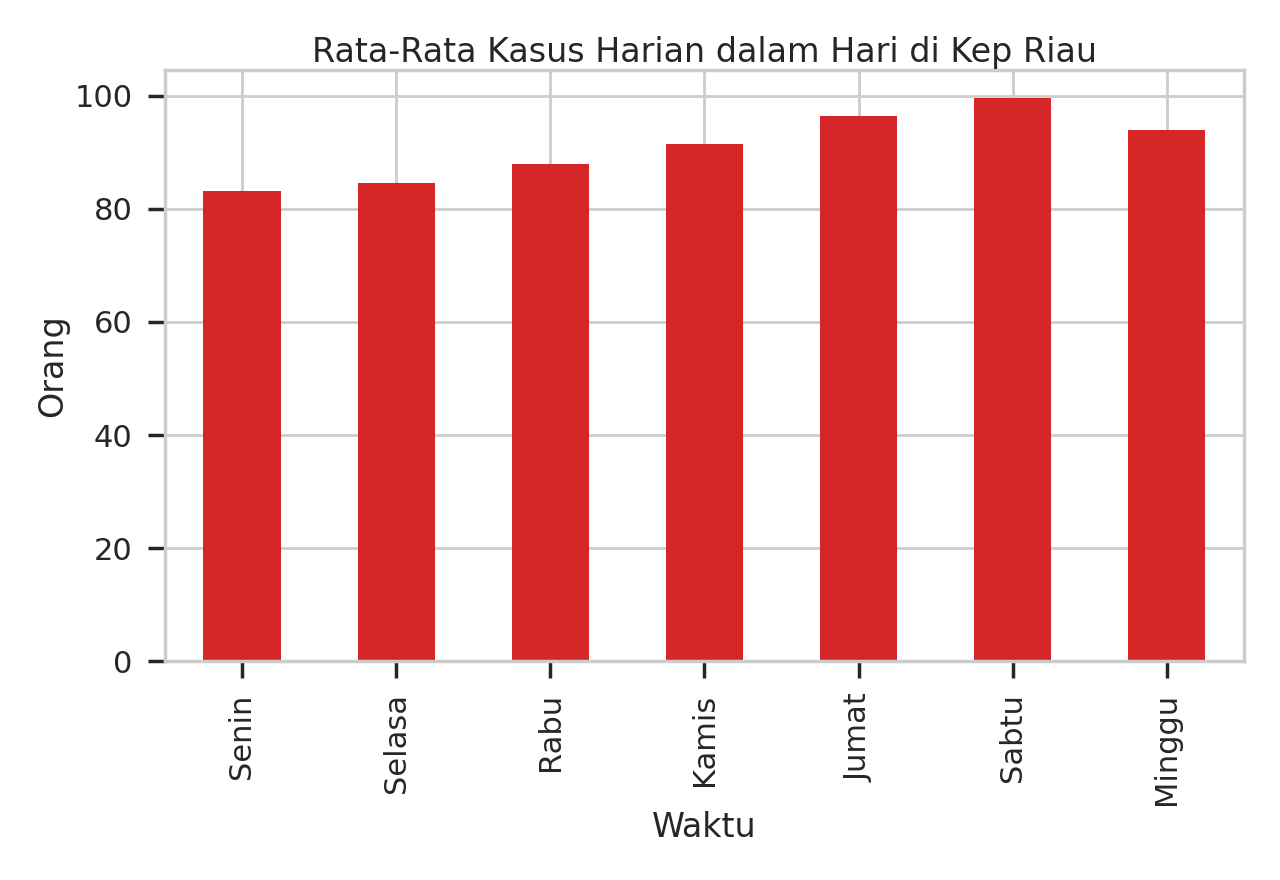 Rata-Rata Kasus Harian dalam Hari di Kep Riau
100
80
60
40
20
0
Orang
Senin
Selasa
Rabu
Kamis
Jumat
Sabtu
Minggu
Waktu